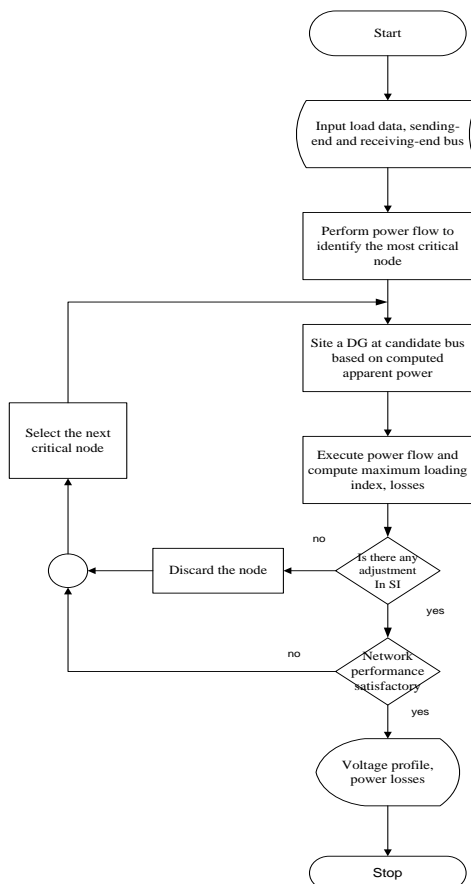 Start
Input load data, sending-
end and receiving-end bus
Perform power flow to
identify the most critical
node
Site a DG at candidate bus
based on computed
apparent power
Select the next
critical node
Execute power flow and
compute maximum loading
index, losses
no
Is there any
adjustment
In SI
Discard the node
yes
no
Network
performance
satisfactory
yes
Voltage profile,
power losses
Stop